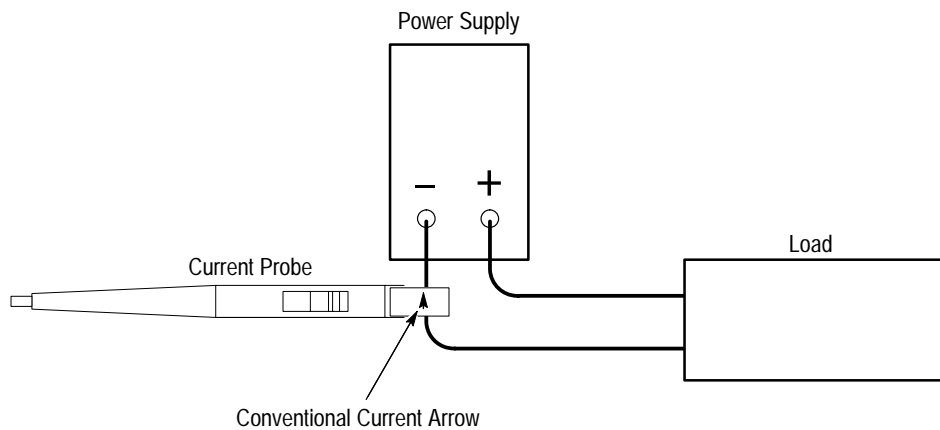 Power Supply
− +
Load
Current Probe
Conventional Current Arrow